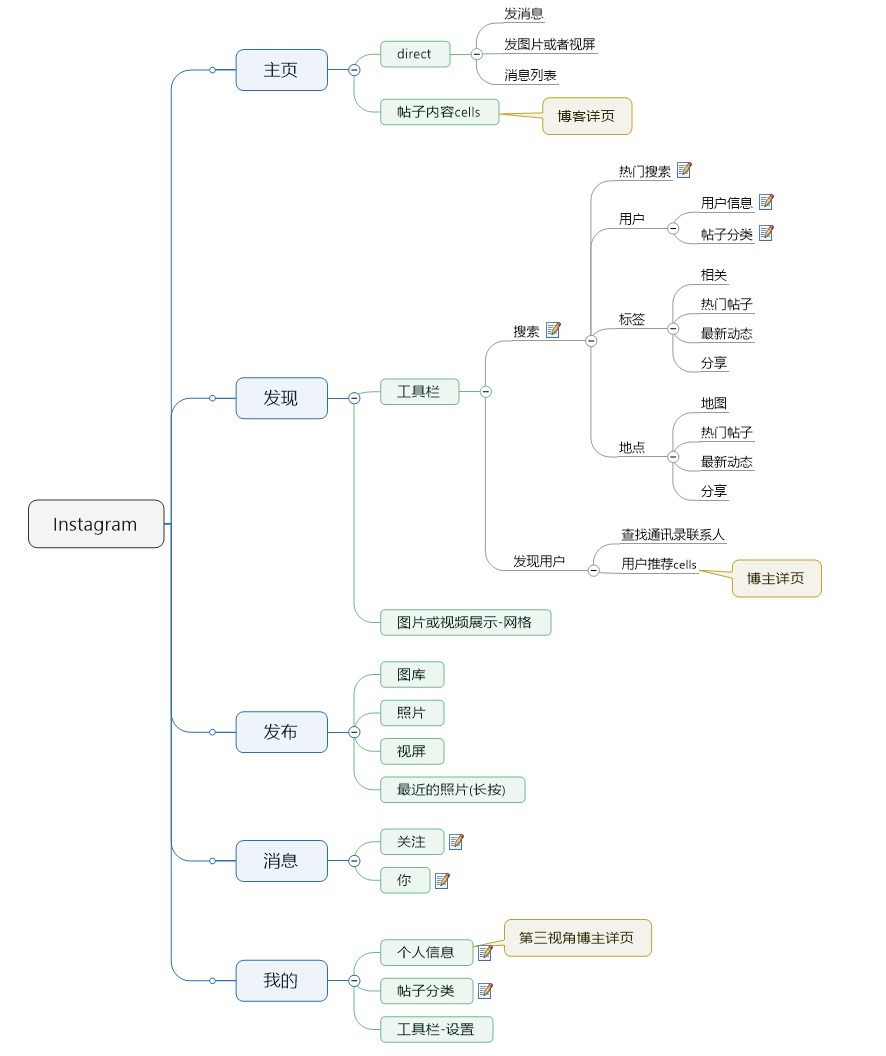 Instagram
主页
direct
发消息
发图片或者视屏
消息列表
帖子内容cells
博客详页
发现
工具栏
搜索
热门搜索
用户
用户信息
帖子分类
标签
相关
热门帖子
最新动态
分享
地点
地图
热门帖子
最新动态
分享
发现用户
查找通讯录联系人
用户推荐cells
博主详页
图片或视频展示-网格
发布
图库
照片
视屏
最近的照片(长按)
消息
关注
你
我的
个人信息
第三视角博主详页
帖子分类
工具栏-设置